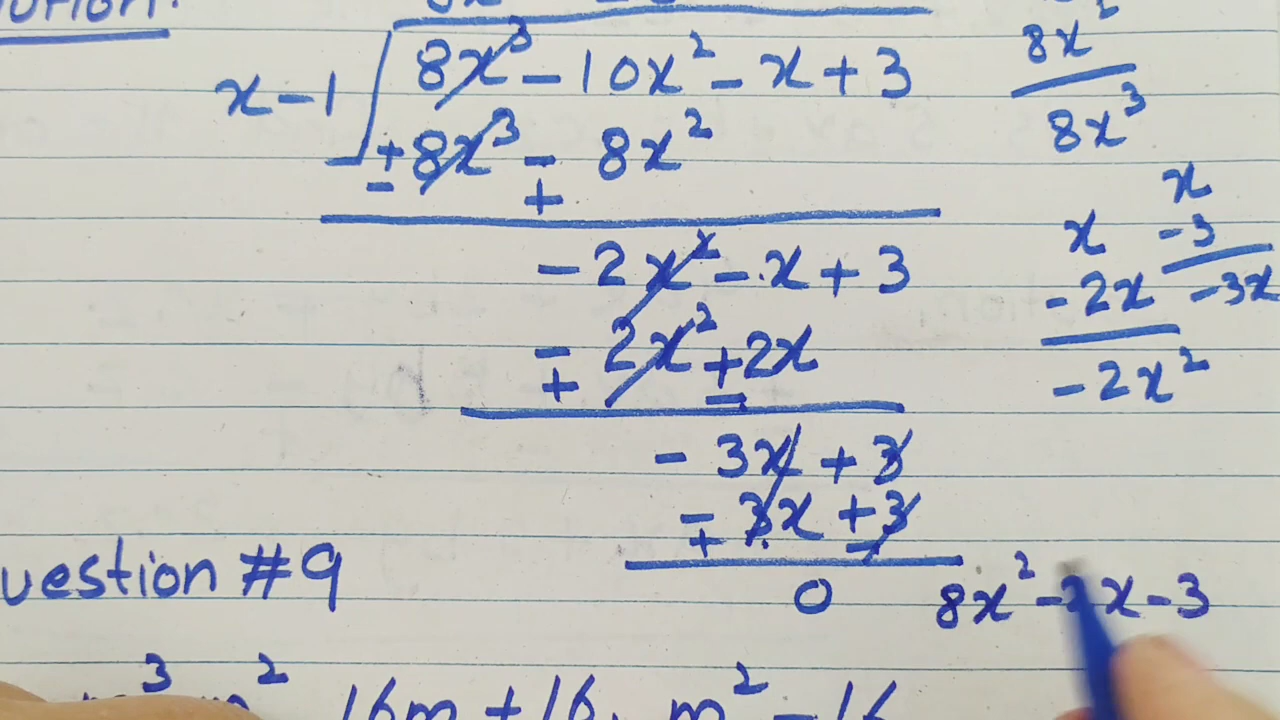 x - 1 8x³ - 10x² - x + 3
8x²
± 8x³ - 8x²
- +
8x³
- 2x² - x + 3
x x
- 2x - 3
- 2x² - 3x
- 2x² + 2x
+ -
- 3x + 3
- 3x + 3
+ -
uestion #9
0 8x² - 2x - 3
16m + 16, m² - 16